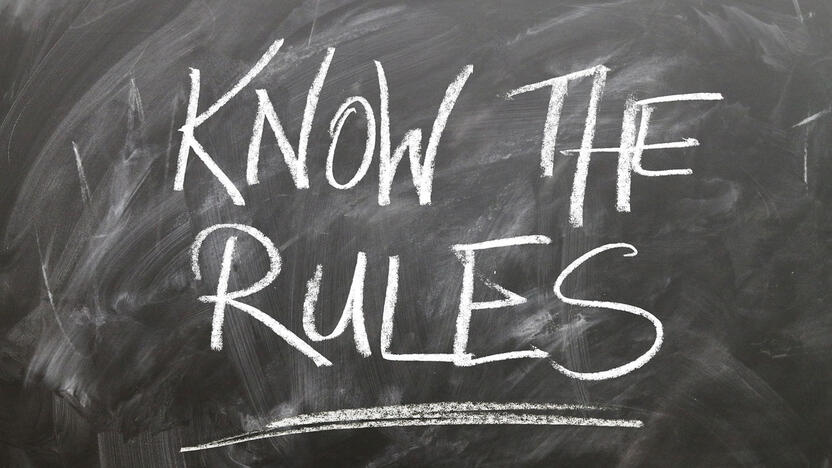 KNOW THE
RULES